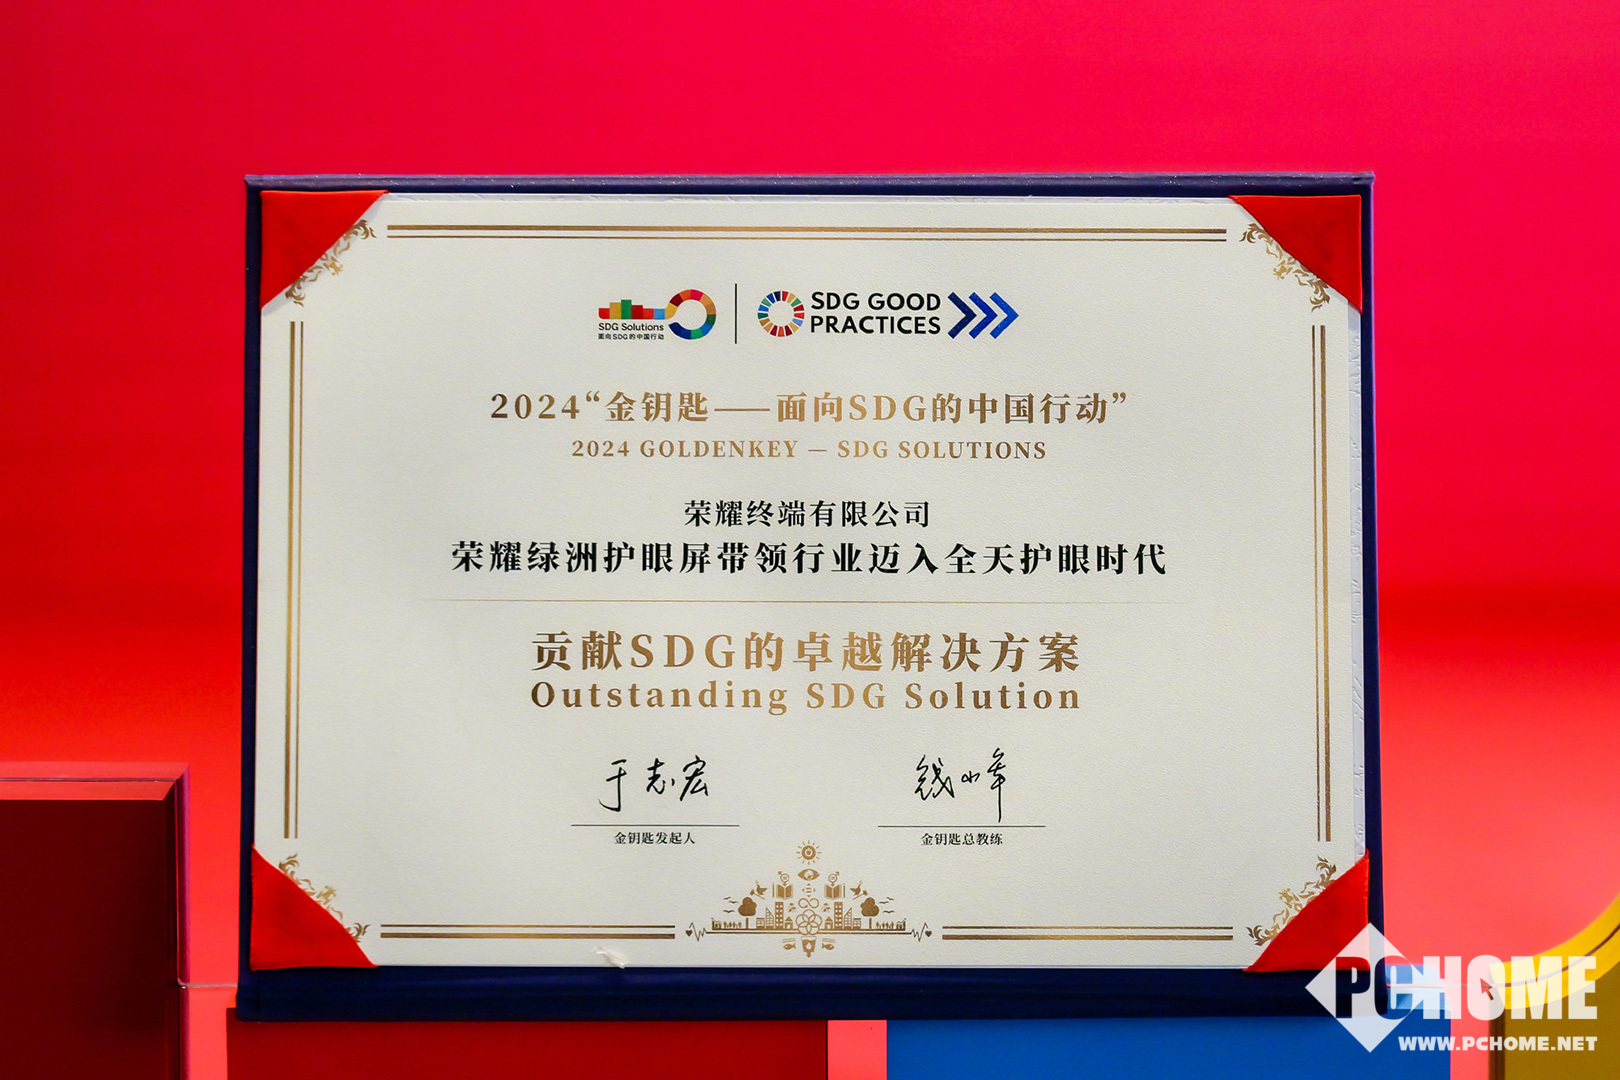 SDG Solutions
面向SDG的中国行动
SDG GOOD
PRACTICES
2024“金钥匙——面向SDG的中国行动”
2024 GOLDENKEY — SDG SOLUTIONS
荣耀终端有限公司
荣耀绿洲护眼屏带领行业迈入全天护眼时代
贡献SDG的卓越解决方案
Outstanding SDG Solution
于志宏
钱小军
金钥匙发起人
金钥匙总教练
PCHOME
WWW.PCHOME.NET